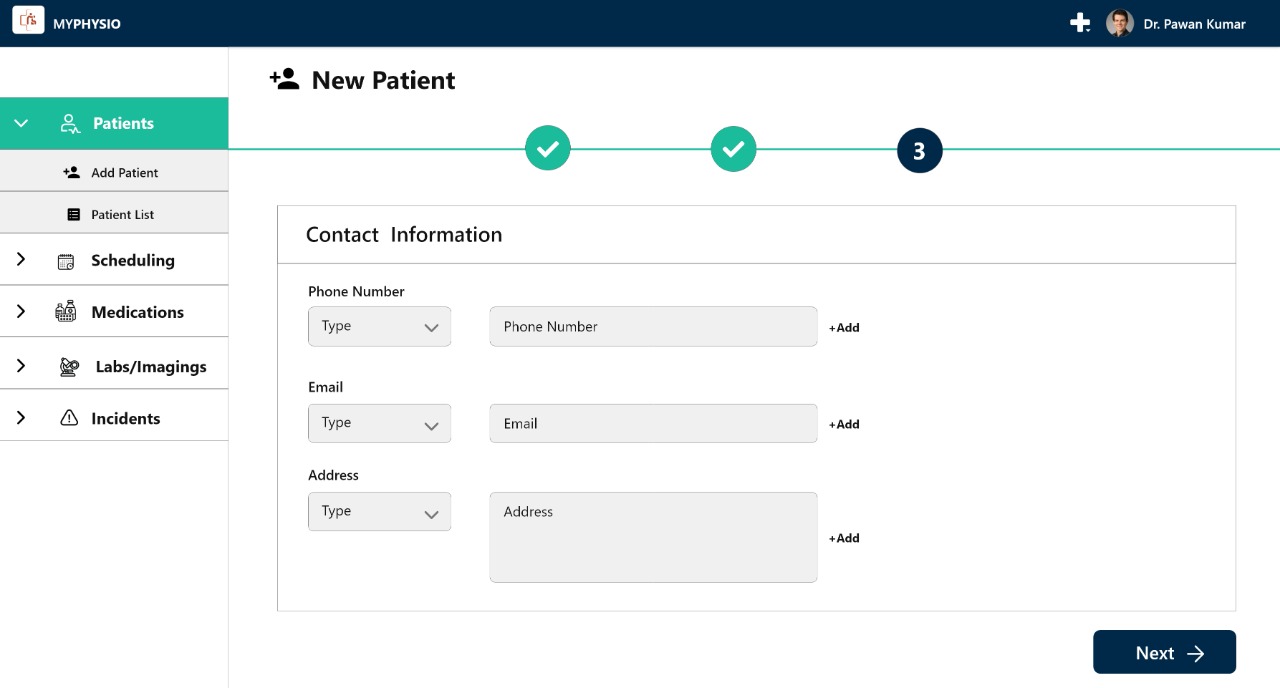 MYPHYSIO
Dr. Pawan Kumar
New Patient
Patients
Add Patient
Patient List
Scheduling
Medications
Labs/Imagings
Incidents
3
Contact Information
Phone Number
Type
Phone Number
+Add
Email
Type
Email
+Add
Address
Type
Address
+Add
Next